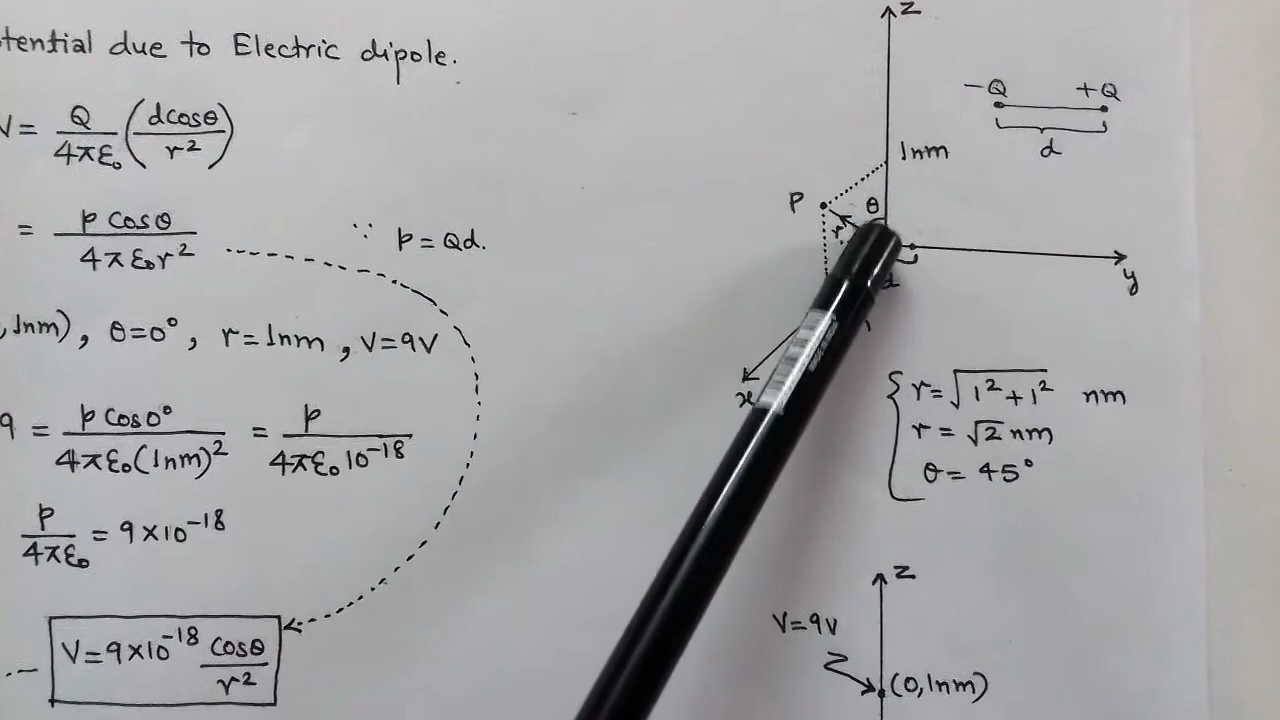 tential due to Electric dipole.
V = Q/4πε₀ (dcosθ/r²)
= p cosθ/4πε₀r²
∵ p = Qd.
, 1nm), θ=0°, r=1nm, V=9V
9 = p cos0°/4πε₀(1nm)² = p/4πε₀10⁻¹⁸
p/4πε₀ = 9×10⁻¹⁸
V=9×10⁻¹⁸ cosθ/r²
z
-Q +Q
d
1nm
P
θ
r
y
d
x
r=√1²+1² nm
r = √2 nm
θ = 45°
z
V=9V
(0,1nm)